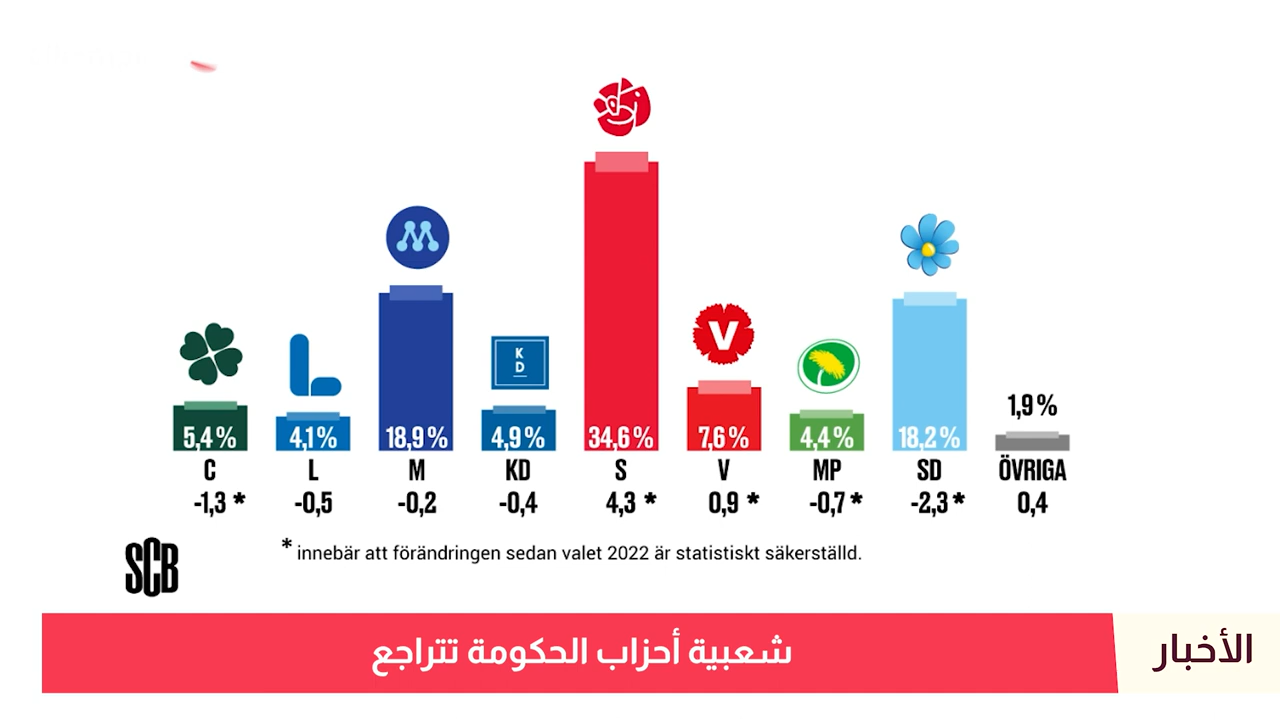 K
D
V
5,4% 4,1% 18,9% 4,9% 34,6% 7,6% 4,4% 18,2% 1,9%
C L M KD S V MP SD ÖVRIGA
-1,3 * -0,5 -0,2 -0,4 4,3 * 0,9 * -0,7 * -2,3 * 0,4
* innebär att förändringen sedan valet 2022 är statistiskt säkerställd.
SCB
شعبية أحزاب الحكومة تتراجع
الأخبار